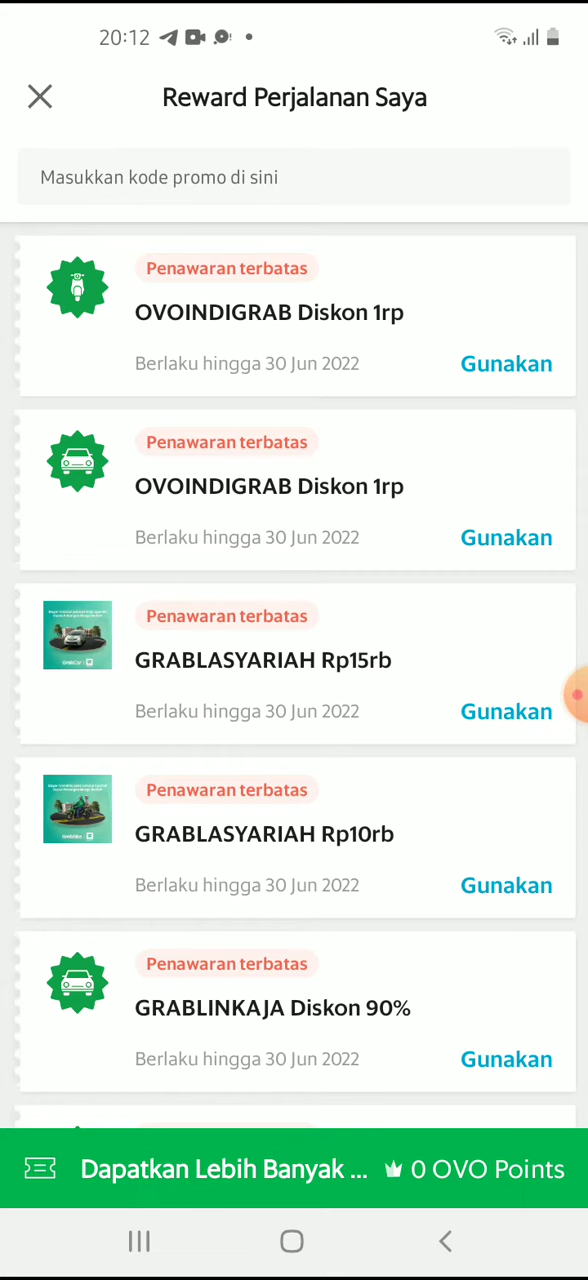 20:12
Reward Perjalanan Saya
Masukkan kode promo di sini
Penawaran terbatas
OVOINDIGRAB Diskon 1rp
Berlaku hingga 30 Jun 2022
Gunakan
Penawaran terbatas
OVOINDIGRAB Diskon 1rp
Berlaku hingga 30 Jun 2022
Gunakan
Penawaran terbatas
GRABLASYARIAH Rp15rb
Berlaku hingga 30 Jun 2022
Gunakan
Penawaran terbatas
GRABLASYARIAH Rp10rb
Berlaku hingga 30 Jun 2022
Gunakan
Penawaran terbatas
GRABLINKAJA Diskon 90%
Berlaku hingga 30 Jun 2022
Gunakan
Dapatkan Lebih Banyak ... 0 OVO Points